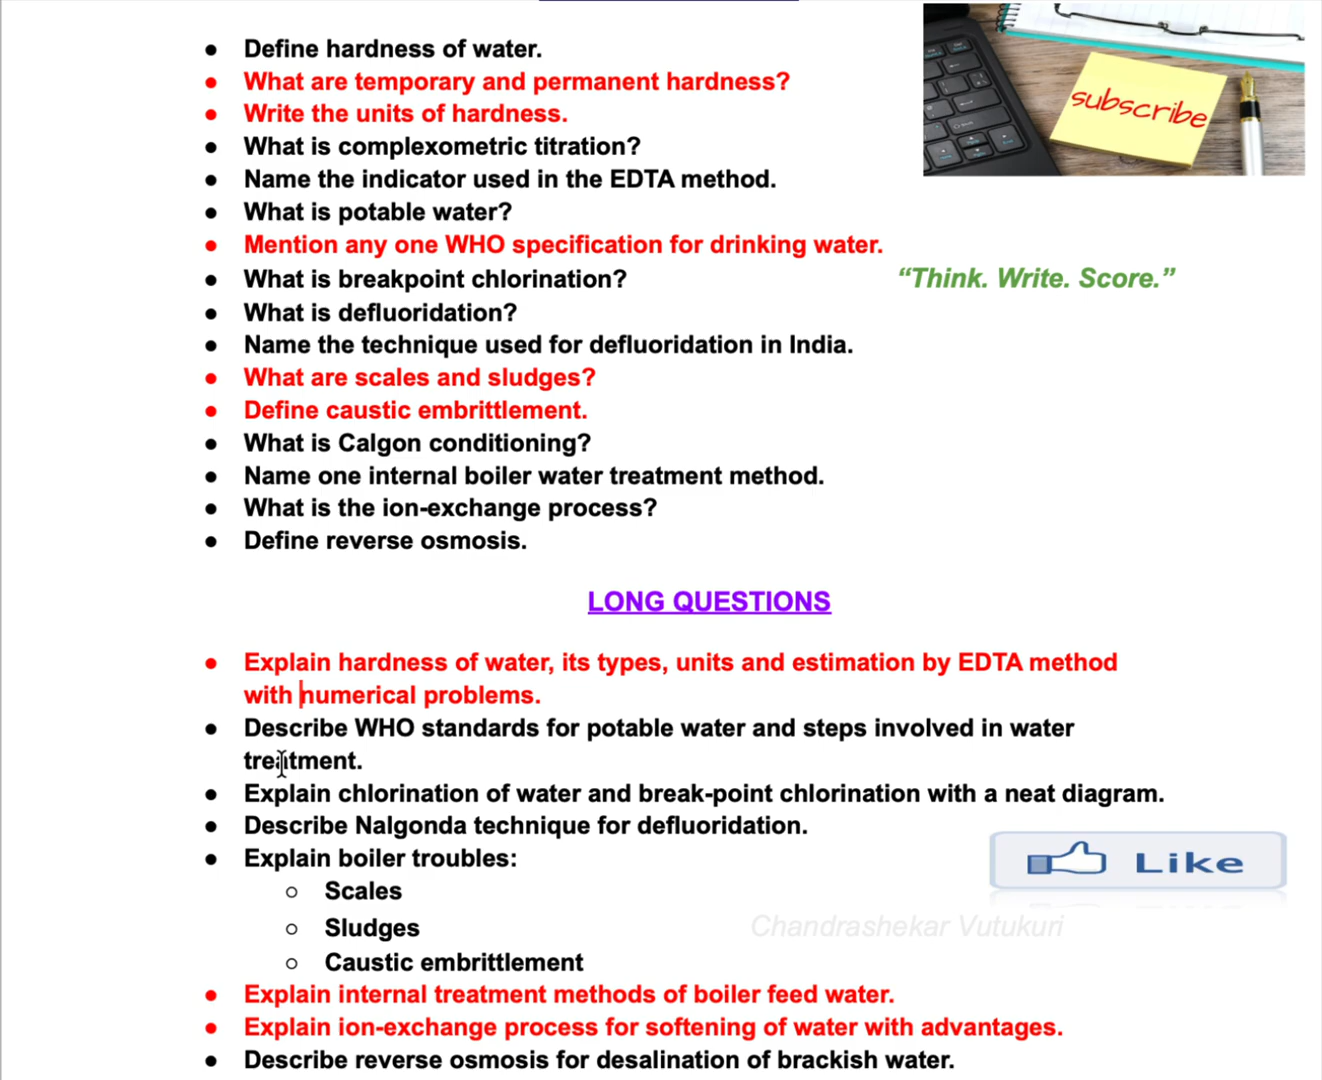 Define hardness of water.
What are temporary and permanent hardness?
Write the units of hardness.
What is complexometric titration?
Name the indicator used in the EDTA method.
What is potable water?
Mention any one WHO specification for drinking water.
What is breakpoint chlorination?
What is defluoridation?
Name the technique used for defluoridation in India.
What are scales and sludges?
Define caustic embrittlement.
What is Calgon conditioning?
Name one internal boiler water treatment method.
What is the ion-exchange process?
Define reverse osmosis.
subscribe
“Think. Write. Score.”
LONG QUESTIONS
Explain hardness of water, its types, units and estimation by EDTA method
with numerical problems.
Describe WHO standards for potable water and steps involved in water
treatment.
Explain chlorination of water and break-point chlorination with a neat diagram.
Describe Nalgonda technique for defluoridation.
Explain boiler troubles:
Scales
Sludges
Caustic embrittlement
Like
Chandrashekar Vutukuri
Explain internal treatment methods of boiler feed water.
Explain ion-exchange process for softening of water with advantages.
Describe reverse osmosis for desalination of brackish water.